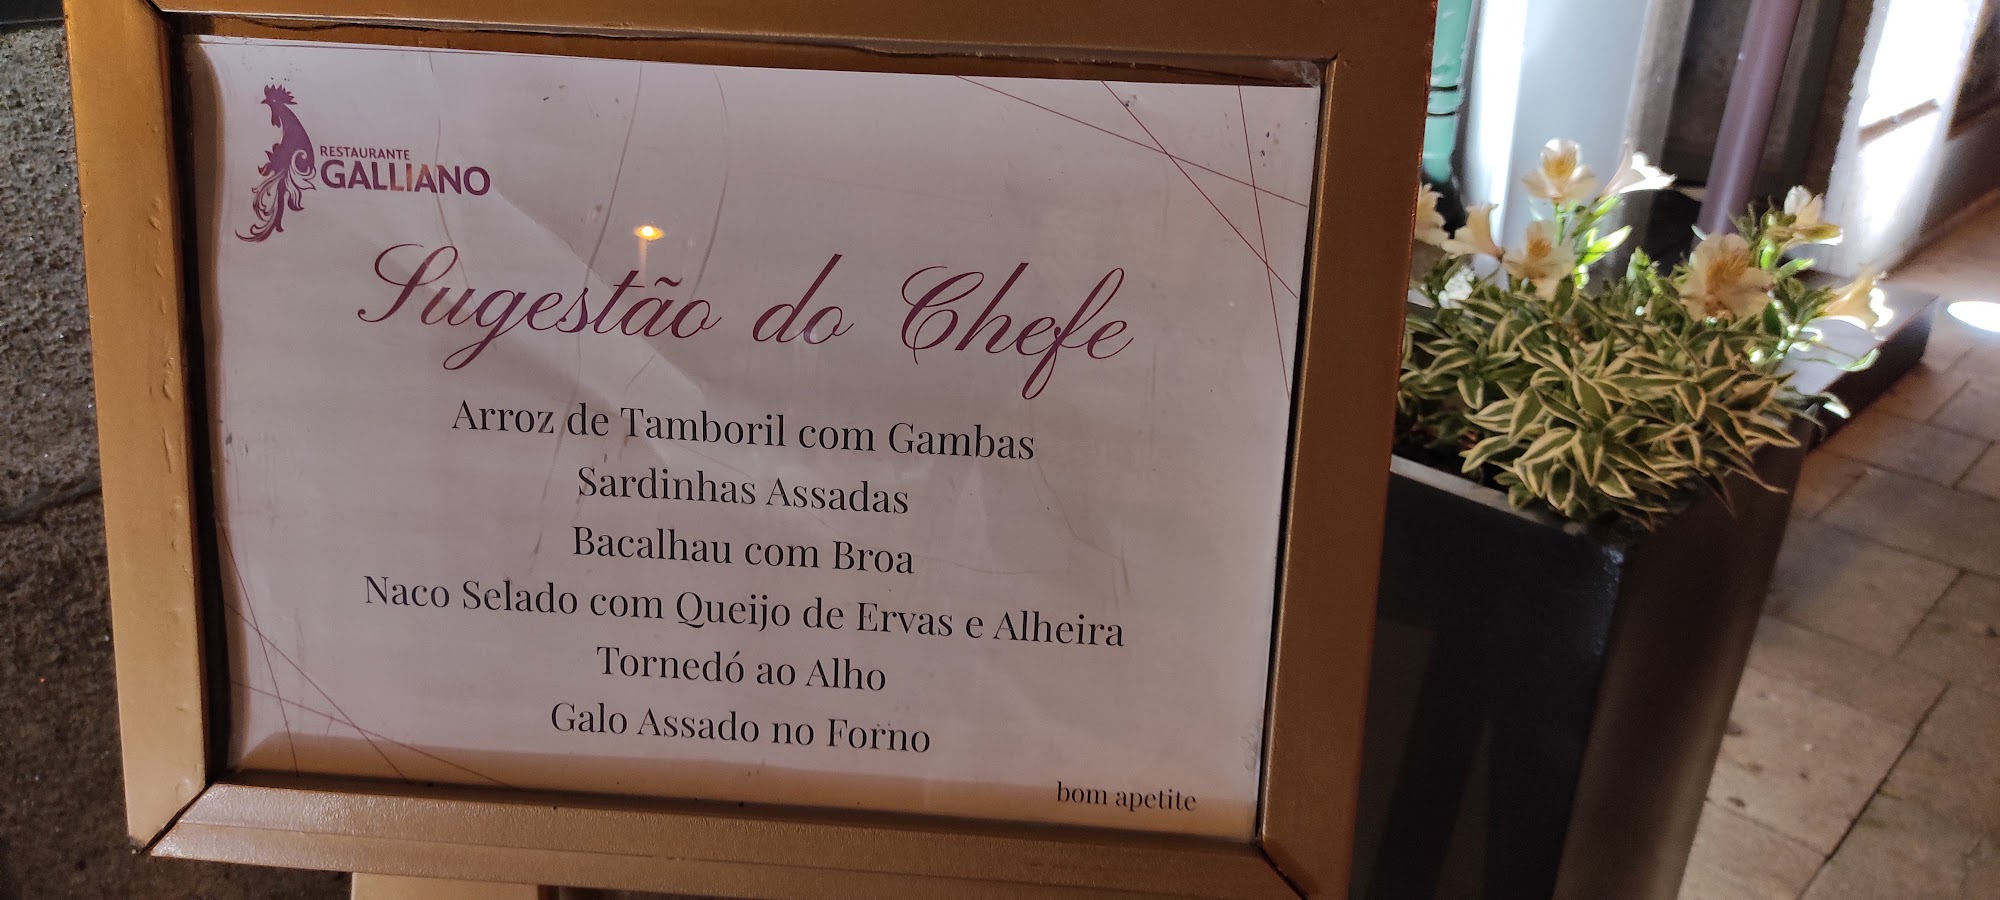 RESTAURANTE
GALLIANO
Sugestão do Chefe
Arroz de Tamboril com Gambas
Sardinhas Assadas
Bacalhau com Broa
Naco Selado com Queijo de Ervas e Alheira
Tornedó ao Alho
Galo Assado no Forno
bom apetite